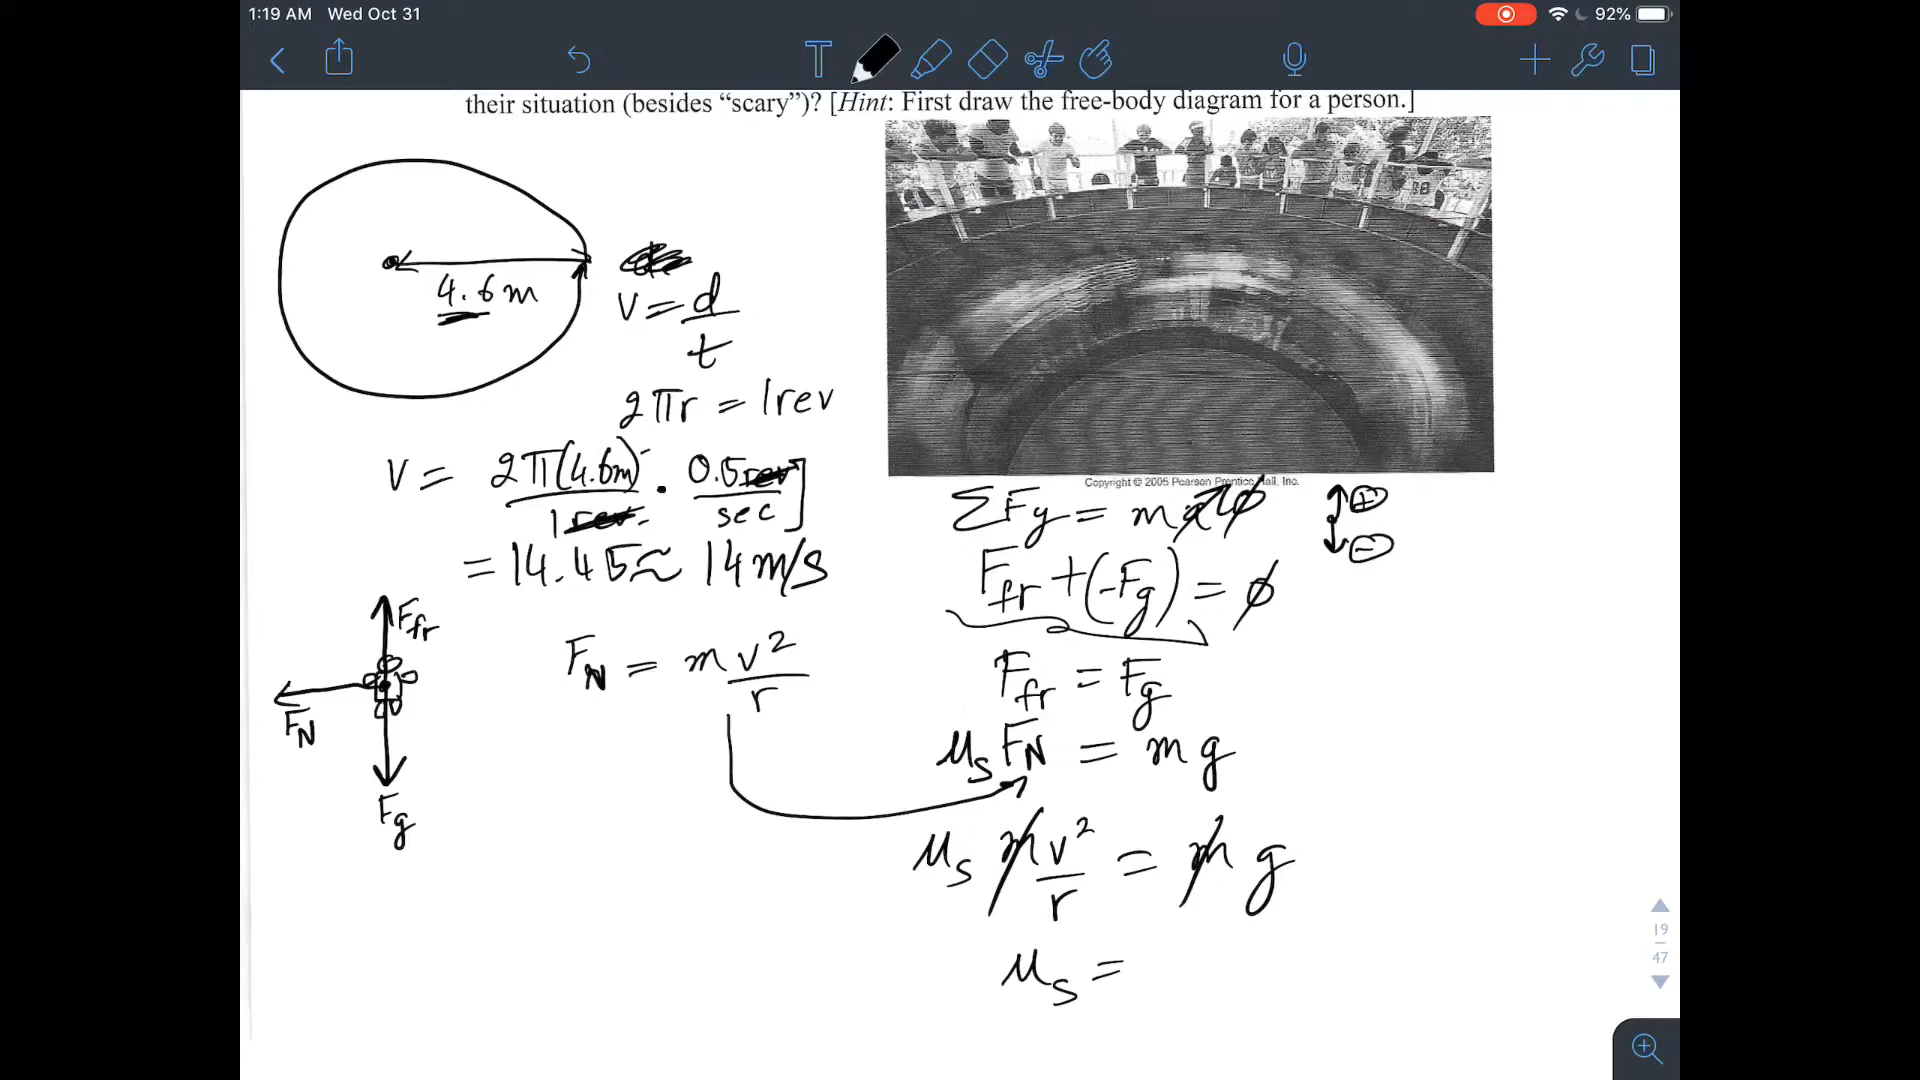 1:19 AM Wed Oct 31
92%
their situation (besides “scary”)? [Hint: First draw the free-body diagram for a person.]
4.6m
V = d/t
2πr = 1rev
V = 2π(4.6m)/1rev · 0.5rev/sec]
= 14.45 ≈ 14 m/s
Ffr
FN
Fg
FN = m v²/r
Copyright © 2005 Pearson Prentice Hall, Inc.
ΣFy = ma 0
+
−
Ffr + (-Fg) = ø
Ffr = Fg
μs FN = mg
μs m v²/r = m g
μs =
19
47